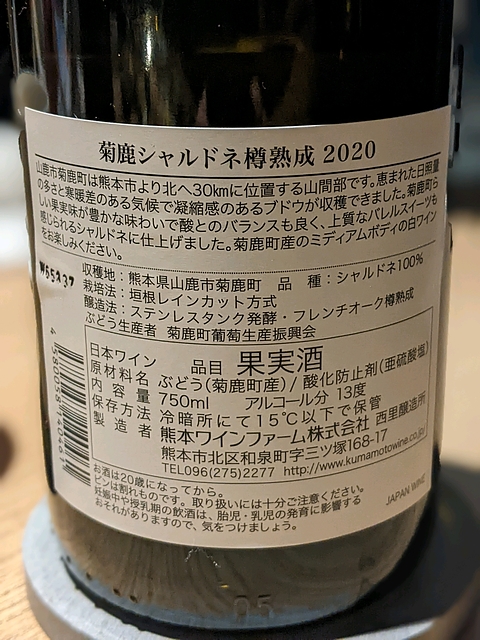 菊鹿シャルドネ樽熟成 2020
山鹿市菊鹿町は熊本市より北へ30kmに位置する山間部です。恵まれた日照量
の多さと寒暖差のある気候で凝縮感のあるブドウが収穫できました。菊鹿町ら
しい果実味が豊かな味わいで酸とのバランスも良く、上質なバレルスイーツも
感じられるシャルドネに仕上げました。菊鹿町産のミディアムボディの白ワイン
をお楽しみください。
収穫地：熊本県山鹿市菊鹿町 品 種：シャルドネ100%
栽培法：垣根レインカット方式
醸造法：ステンレスタンク発酵・フレンチオーク樽熟成
ぶどう生産者 菊鹿町葡萄生産振興会
日本ワイン 品目 果実酒
原材料名 ぶどう(菊鹿町産) / 酸化防止剤(亜硫酸塩)
内容量 750ml アルコール分 13度
保存方法 冷暗所にて15℃以下で保管
製造者 熊本ワインファーム株式会社 西里醸造所
熊本市北区和泉町字三ツ塚168-17
TEL096(275)2277 http://www.kumamotowine.co.jp/
お酒は20歳になってから。
ビンは割れものです。取り扱いには十分ご注意ください。
妊娠中や授乳期の飲酒は、胎児・乳児の発育に影響する
おそれがありますので、気をつけましょう。
JAPAN WINE
05